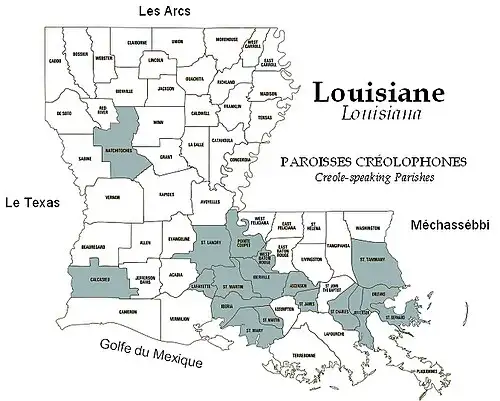 Les Arcs
Louisiane
Louisiana
PAROISSES CRÉOLOPHONES
Creole-speaking Parishes
Le Texas
Méchassébbi
Golfe du Mexique
CADDO
BOSSIER
WEBSTER
CLAIBORNE
UNION
MOREHOUSE
WEST
CARROLL
EAST
CARROLL
LINCOLN
OUACHITA
RICHLAND
MADISON
BIENVILLE
JACKSON
DE SOTO
RED
RIVER
CALDWELL
FRANKLIN
TENSAS
WINN
NATCHITOCHES
SABINE
GRANT
LA SALLE
CATAHOULA
CONCORDIA
VERNON
RAPIDES
AVOYELLES
BEAUREGARD
ALLEN
EVANGELINE
ST. LANDRY
POINTE
COUPEE
WEST
FELICIANA
EAST
FELICIANA
ST.
HELENA
TANGIPAHOA
WASHINGTON
WEST
BATON
ROUGE
EAST
BATON
ROUGE
LIVINGSTON
ST. TAMMANY
CALCASIEU
JEFFERSON
DAVIS
ACADIA
LAFAYETTE
ST. MARTIN
IBERVILLE
ASCENSION
ST. JOHN
THE BAPTIST
ORLEANS
CAMERON
VERMILION
IBERIA
ST. MARTIN
ASSUMPTION
ST. JAMES
ST. CHARLES
JEFFERSON
ST. BERNARD
ST. MARY
LAFOURCHE
TERREBONNE
PLAQUEMINES